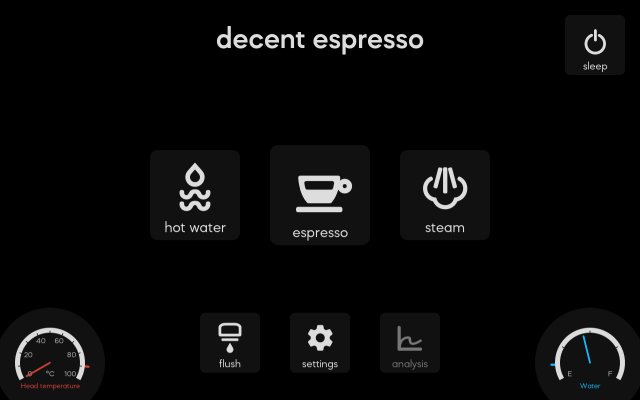 decent espresso
sleep
hot water
espresso
steam
flush
settings
analysis
0 20 40 60 80 100
°C
Head temperature
E F
Water